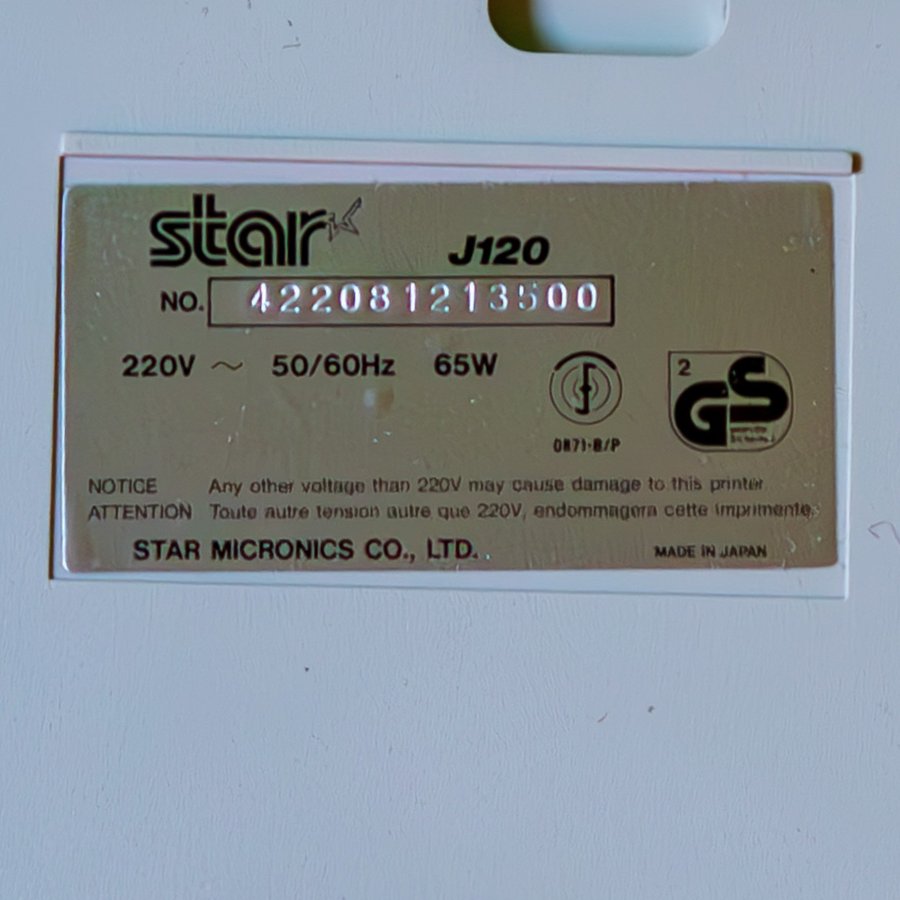 star
J120
NO. 422081213500
220V ~ 50/60Hz 65W
0871-B/P
2
GS
NOTICE Any other voltage than 220V may cause damage to this printer.
ATTENTION Toute autre tension autre que 220V, endommagera cette imprimente.
STAR MICRONICS CO., LTD.
MADE IN JAPAN